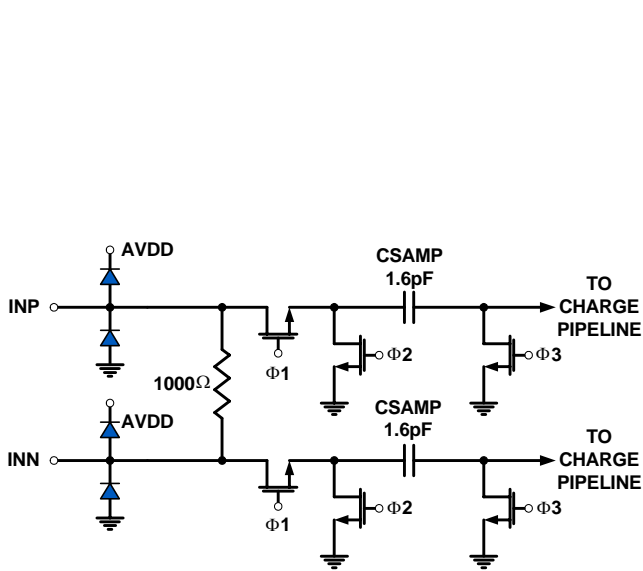 AVDD
CSAMP
1.6pF
TO
CHARGE
PIPELINE
INP
Φ2
Φ3
Φ1
1000Ω
AVDD
CSAMP
1.6pF
TO
CHARGE
PIPELINE
INN
Φ2
Φ3
Φ1